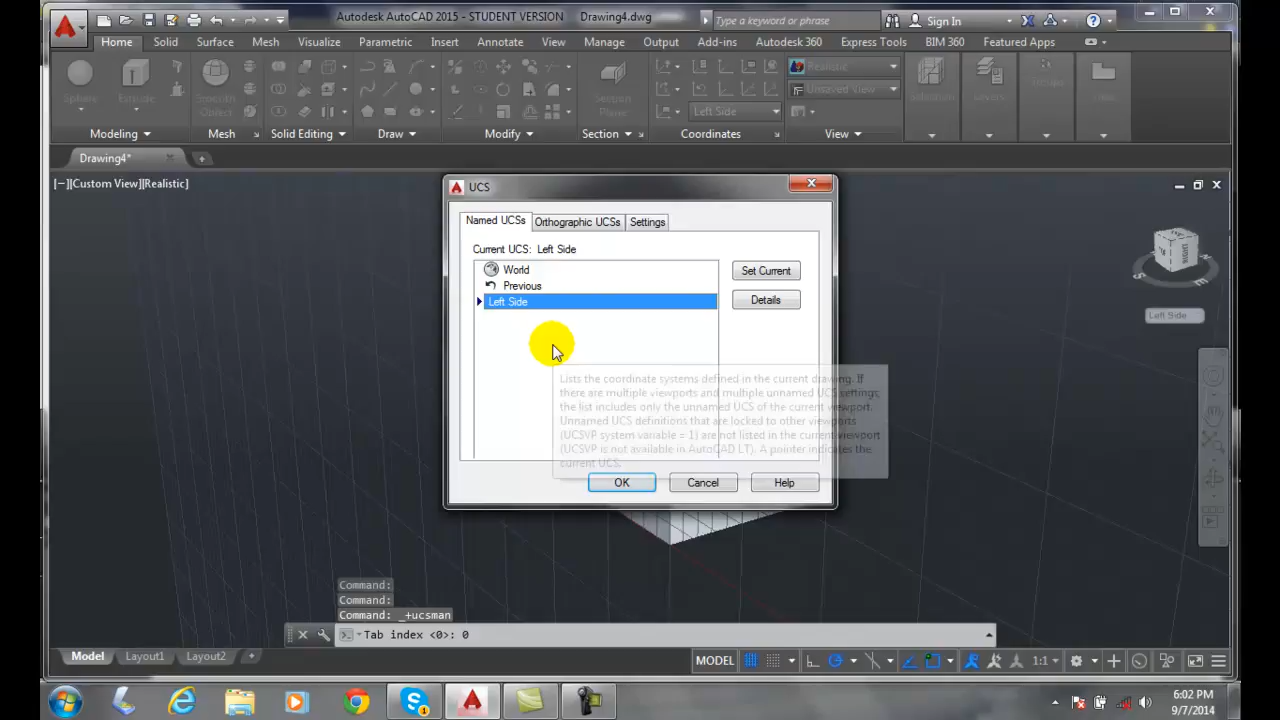 Autodesk AutoCAD 2015 - STUDENT VERSION Drawing4.dwg
Type a keyword or phrase
Sign In
Home Solid Surface Mesh Visualize Parametric Insert Annotate View Manage Output Add-ins Autodesk 360 Express Tools BIM 360 Featured Apps
Realistic
Smooth Object
Extrude
Section Plane
Unsaved View
Left Side
Modeling Mesh Solid Editing Draw Modify Section Coordinates View
Drawing4*
[−][Custom View][Realistic]
UCS
Named UCSs Orthographic UCSs Settings
Current UCS: Left Side
World
Previous
Left Side
Set Current
Details
Left Side
Lists the coordinate systems defined in the current drawing. If
there are multiple viewports and multiple unnamed UCS settings,
the list includes only the unnamed UCS of the current viewport.
Unnamed UCS definitions that are locked to other viewports
(UCSVP system variable = 1) are not listed in the current viewport
(UCSVP is not available in AutoCAD LT). A pointer indicates the
current UCS.
OK Cancel Help
Command:
Command:
Command: _+ucsman
Tab index <0>: 0
Model Layout1 Layout2
MODEL
1:1
6:02 PM
9/7/2014